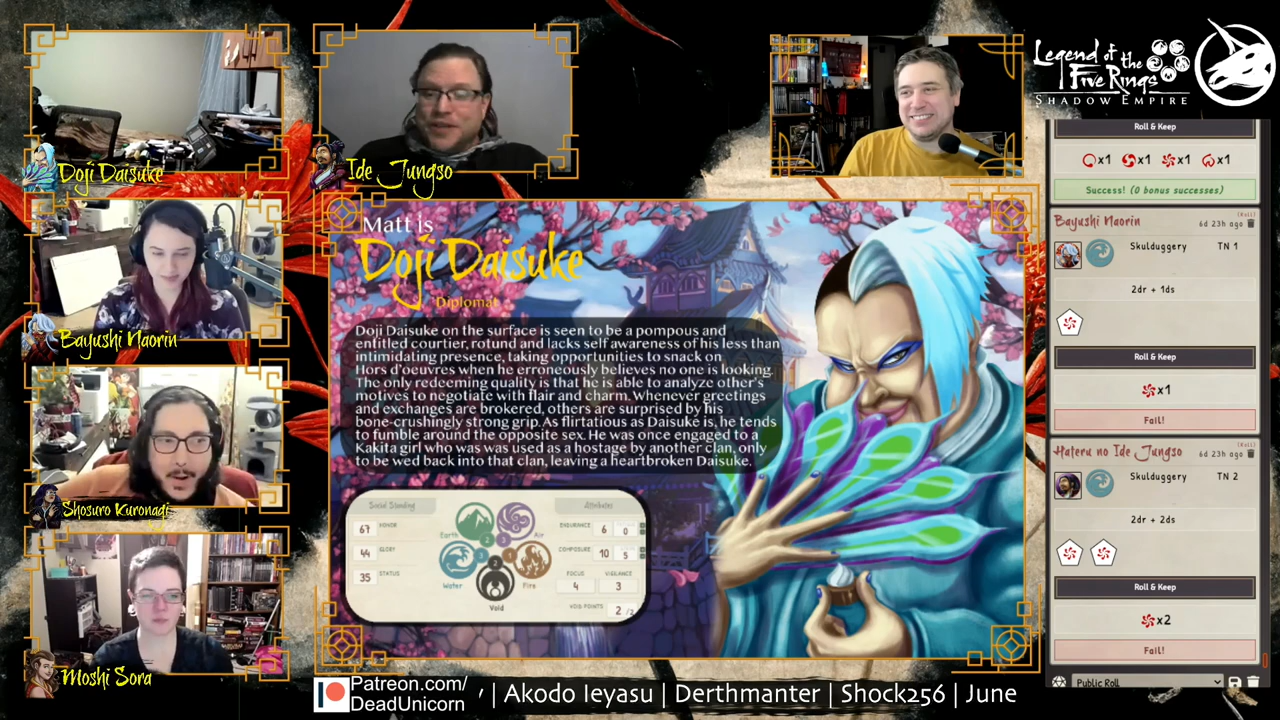 Doji Daisuke
Ide Jungso
Bayushi Naorin
Shosuro Kuronagi
Moshi Sora
Matt is
Doji Daisuke
Diplomat
Doji Daisuke on the surface is seen to be a pompous and
entitled courtier, rotund and lacks self awareness of his less than
intimidating presence, taking opportunities to snack on
Hors d'oeuvres when he erroneously believes no one is looking.
The only redeeming quality is that he is able to analyze other's
motives to negotiate with flair and charm. Whenever greetings
and exchanges are brokered, others are surprised by his
bone-crushingly strong grip. As flirtatious as Daisuke is, he tends
to fumble around the opposite sex. He was once engaged to a
Kakita girl who was was used as a hostage by another clan, only
to be wed back into that clan, leaving a heartbroken Daisuke.
Social Standing
67 HONOR
44 GLORY
35 STATUS
Earth
Air
Water
Fire
Void
Attributes
ENDURANCE 6 0
COMPOSURE 10 5
FOCUS VIGILANCE
4 3
VOID POINTS 2 /2
Patreon.com/
DeadUnicorn
| Akodo Ieyasu | Derthmanter | Shock256 | June
Legend of the
Five Rings
SHADOW EMPIRE
Roll & Keep
x1 x1 x1 x1
Success! (0 bonus successes)
(Roll)
Bayushi Naorin 6d 23h ago
Skulduggery TN 1
2dr + 1ds
Roll & Keep
x1
Fail!
(Roll)
Hateru no Ide Jungso 6d 23h ago
Skulduggery TN 2
2dr + 2ds
Roll & Keep
x2
Fail!
Public Roll